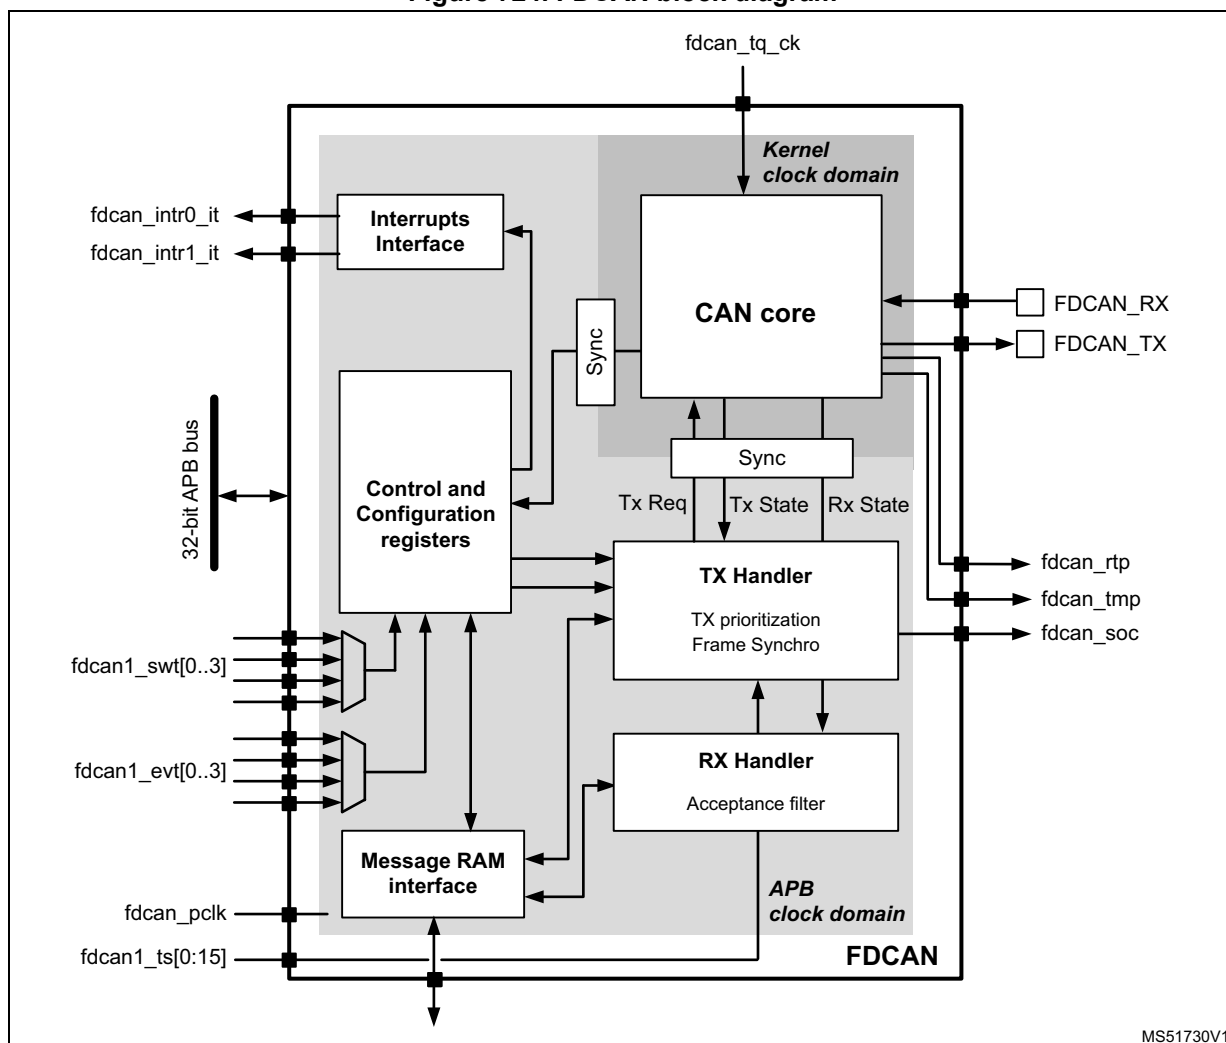 fdcan_tq_ck
Kernel
clock domain
fdcan_intr0_it
fdcan_intr1_it
Interrupts
Interface
CAN core
FDCAN_RX
FDCAN_TX
Sync
Sync
32-bit APB bus
Control and
Configuration
registers
Tx Req
Tx State
Rx State
TX Handler
TX prioritization
Frame Synchro
fdcan_rtp
fdcan_tmp
fdcan_soc
fdcan1_swt[0..3]
fdcan1_evt[0..3]
RX Handler
Acceptance filter
Message RAM
interface
APB
clock domain
fdcan_pclk
fdcan1_ts[0:15]
FDCAN
MS51730V1